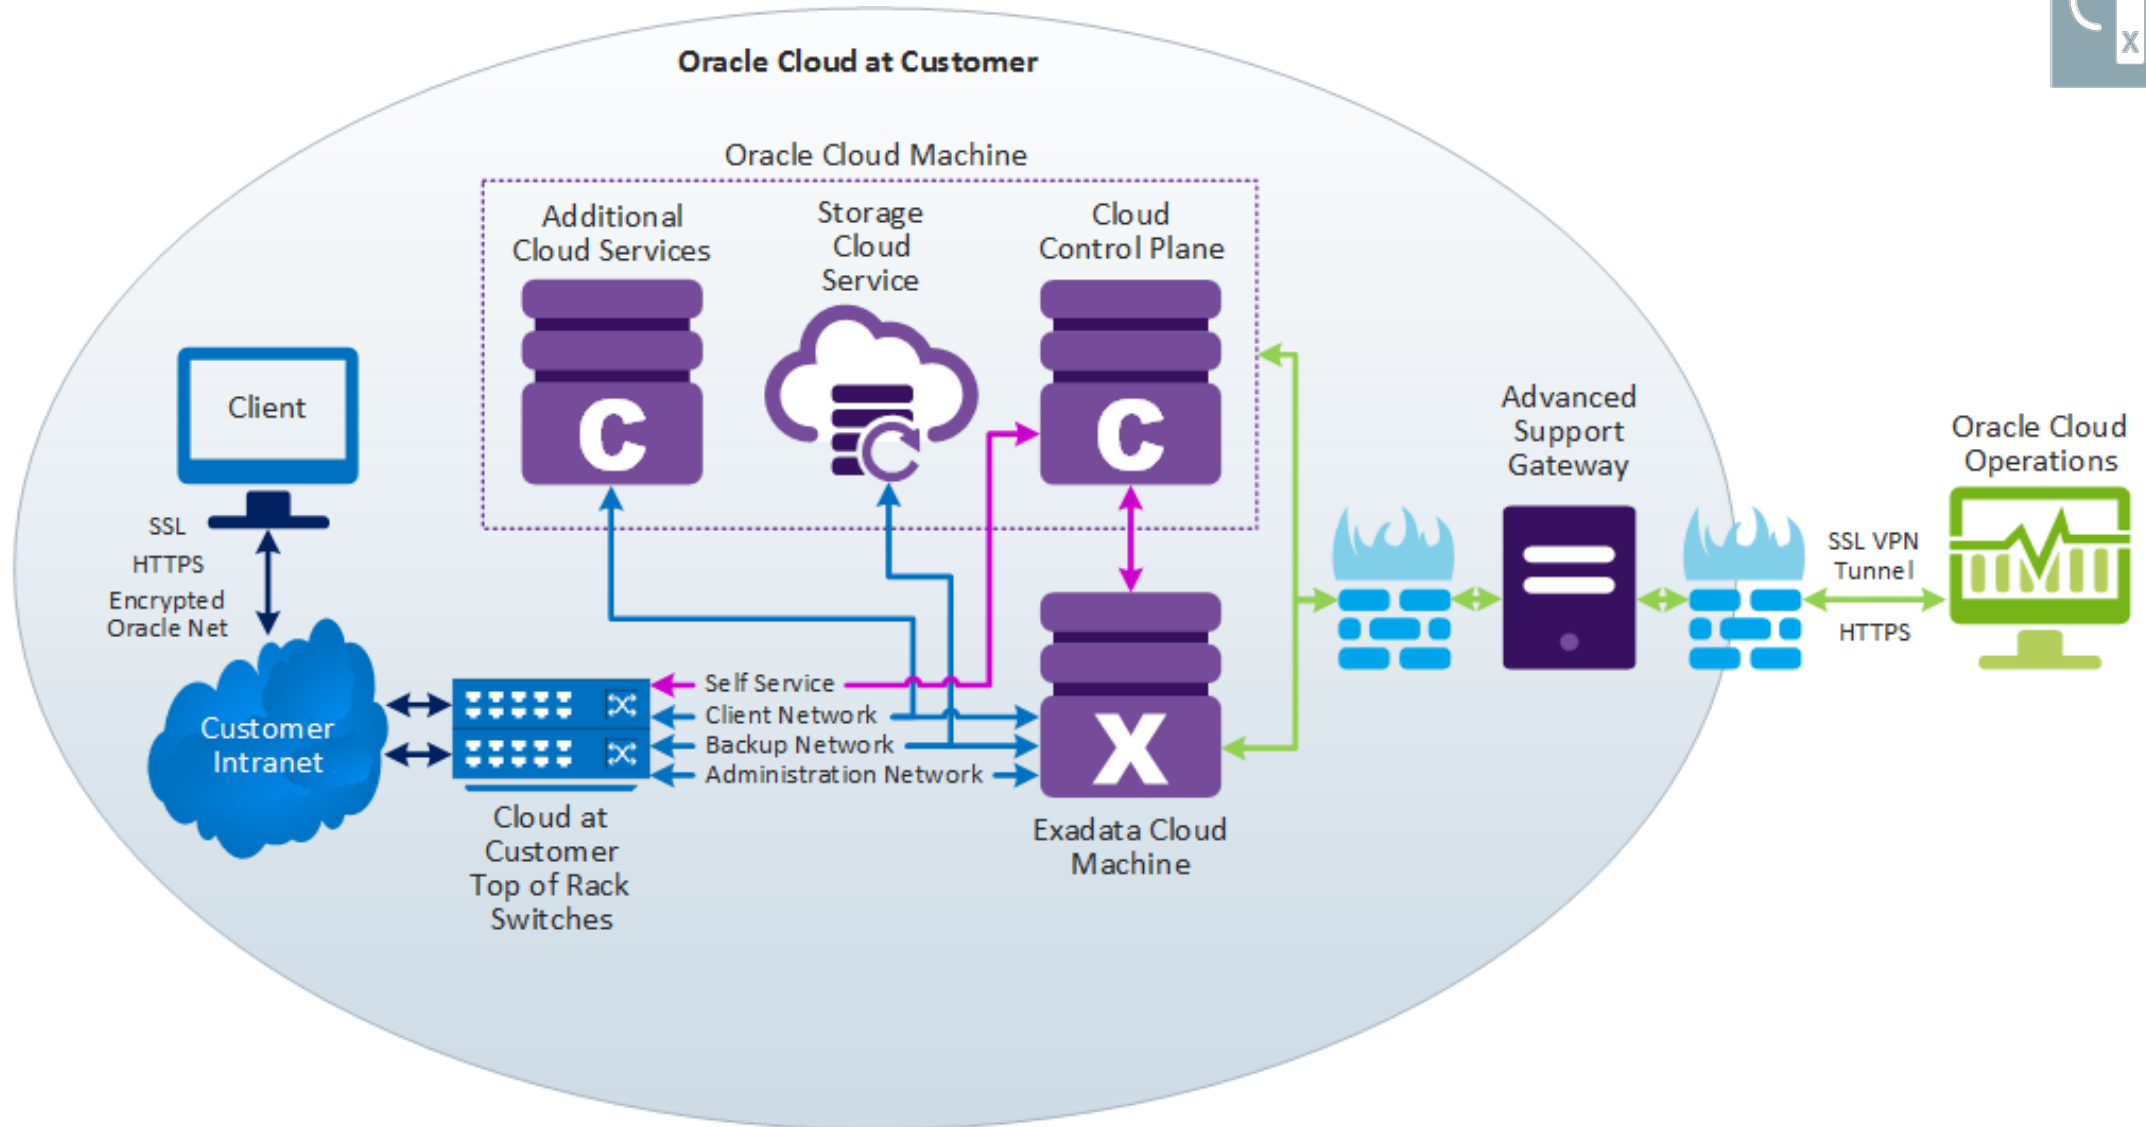 Oracle Cloud at Customer
Oracle Cloud Machine
Additional
Cloud Services
Storage
Cloud
Service
Cloud
Control Plane
C
C
Client
SSL
HTTPS
Encrypted
Oracle Net
Customer
Intranet
Self Service
Client Network
Backup Network
Administration Network
Cloud at
Customer
Top of Rack
Switches
X
Exadata Cloud
Machine
Advanced
Support
Gateway
SSL VPN
Tunnel
HTTPS
Oracle Cloud
Operations
X